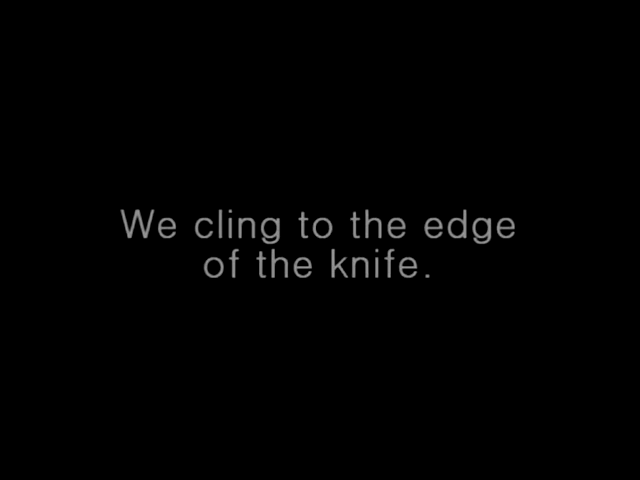 We cling to the edge
of the knife.